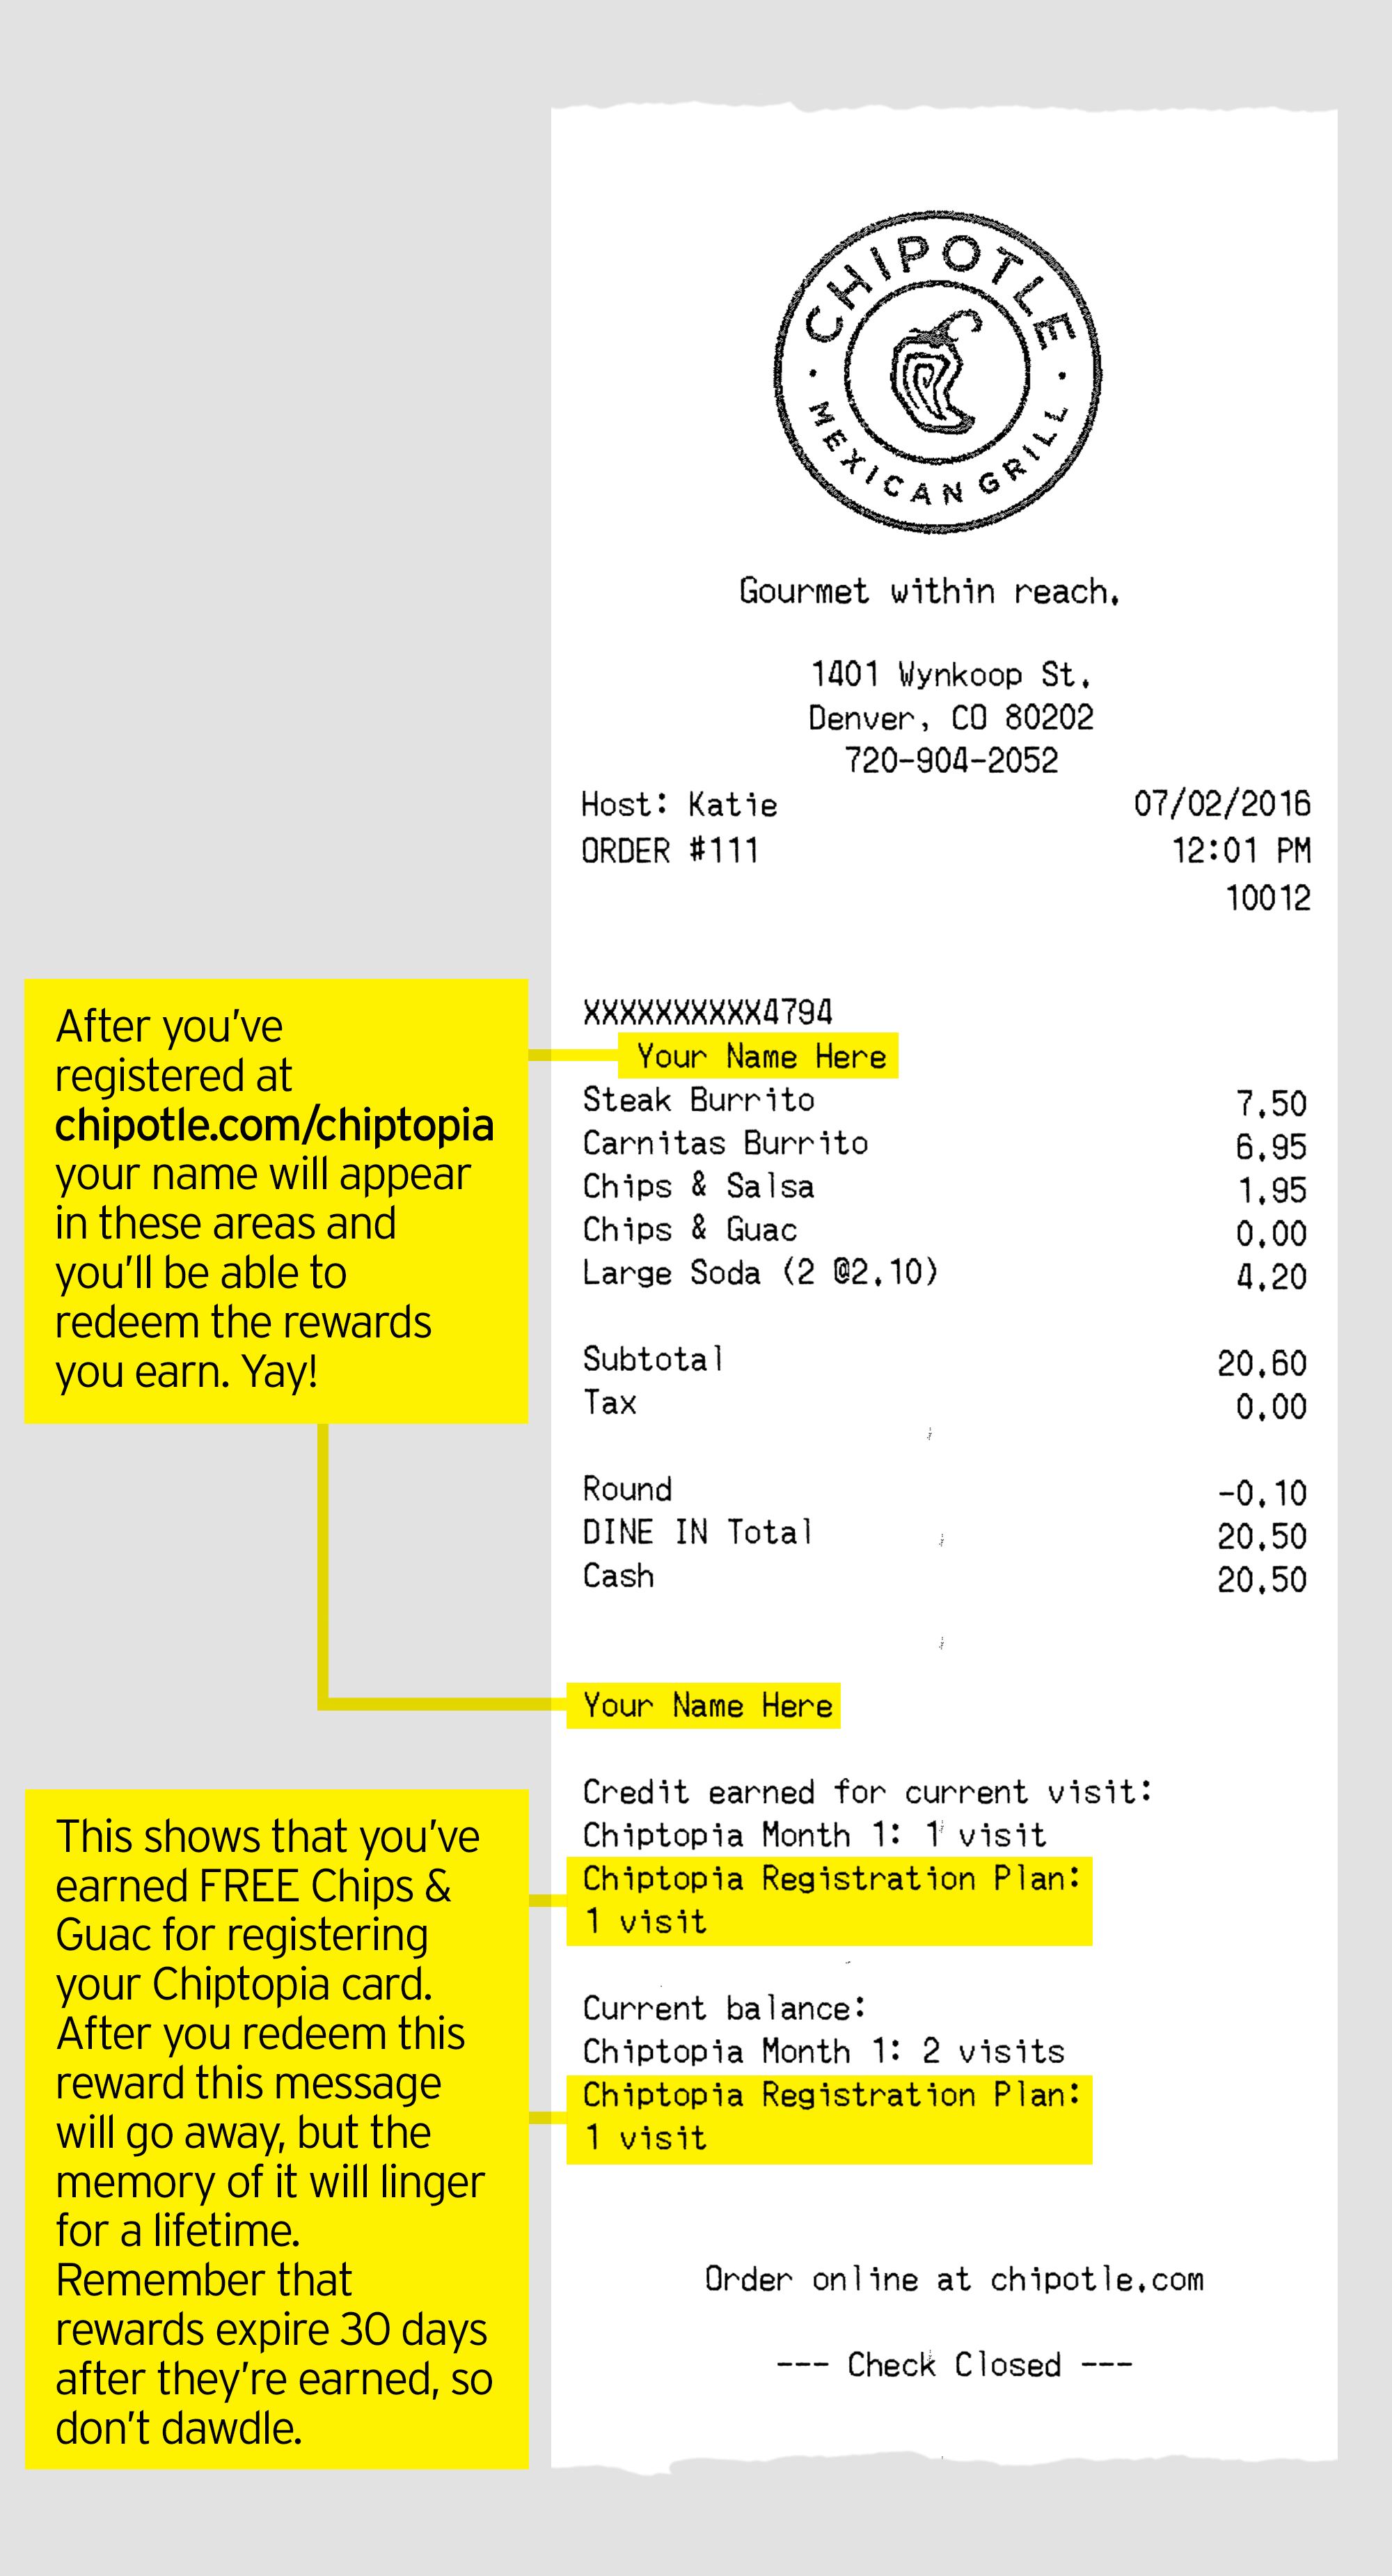 CHIPOTLE
MEXICAN GRILL
Gourmet within reach.
1401 Wynkoop St.
Denver, CO 80202
720-904-2052
Host: Katie 07/02/2016
ORDER #111 12:01 PM
10012
XXXXXXXXXX4794
Your Name Here
Steak Burrito 7.50
Carnitas Burrito 6.95
Chips & Salsa 1.95
Chips & Guac 0.00
Large Soda (2 @2.10) 4.20
Subtotal 20.60
Tax 0.00
Round -0.10
DINE IN Total 20.50
Cash 20.50
Your Name Here
Credit earned for current visit:
Chiptopia Month 1: 1 visit
Chiptopia Registration Plan:
1 visit
Current balance:
Chiptopia Month 1: 2 visits
Chiptopia Registration Plan:
1 visit
Order online at chipotle.com
--- Check Closed ---
After you've
registered at
chipotle.com/chiptopia
your name will appear
in these areas and
you'll be able to
redeem the rewards
you earn. Yay!
This shows that you've
earned FREE Chips &
Guac for registering
your Chiptopia card.
After you redeem this
reward this message
will go away, but the
memory of it will linger
for a lifetime.
Remember that
rewards expire 30 days
after they're earned, so
don't dawdle.